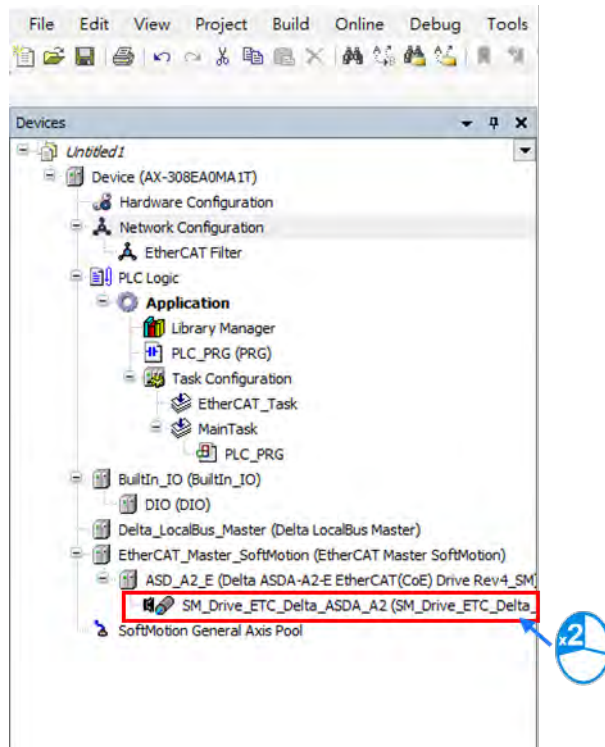 File Edit View Project Build Online Debug Tools
Devices
Untitled1
Device (AX-308EA0MA1T)
Hardware Configuration
Network Configuration
EtherCAT Filter
PLC Logic
Application
Library Manager
PLC_PRG (PRG)
Task Configuration
EtherCAT_Task
MainTask
PLC_PRG
BuiltIn_IO (BuiltIn_IO)
DIO (DIO)
Delta_LocalBus_Master (Delta LocalBus Master)
EtherCAT_Master_SoftMotion (EtherCAT Master SoftMotion)
ASD_A2_E (Delta ASDA-A2-E EtherCAT(CoE) Drive Rev4_SM)
SM_Drive_ETC_Delta_ASDA_A2 (SM_Drive_ETC_Delta_
x2
SoftMotion General Axis Pool